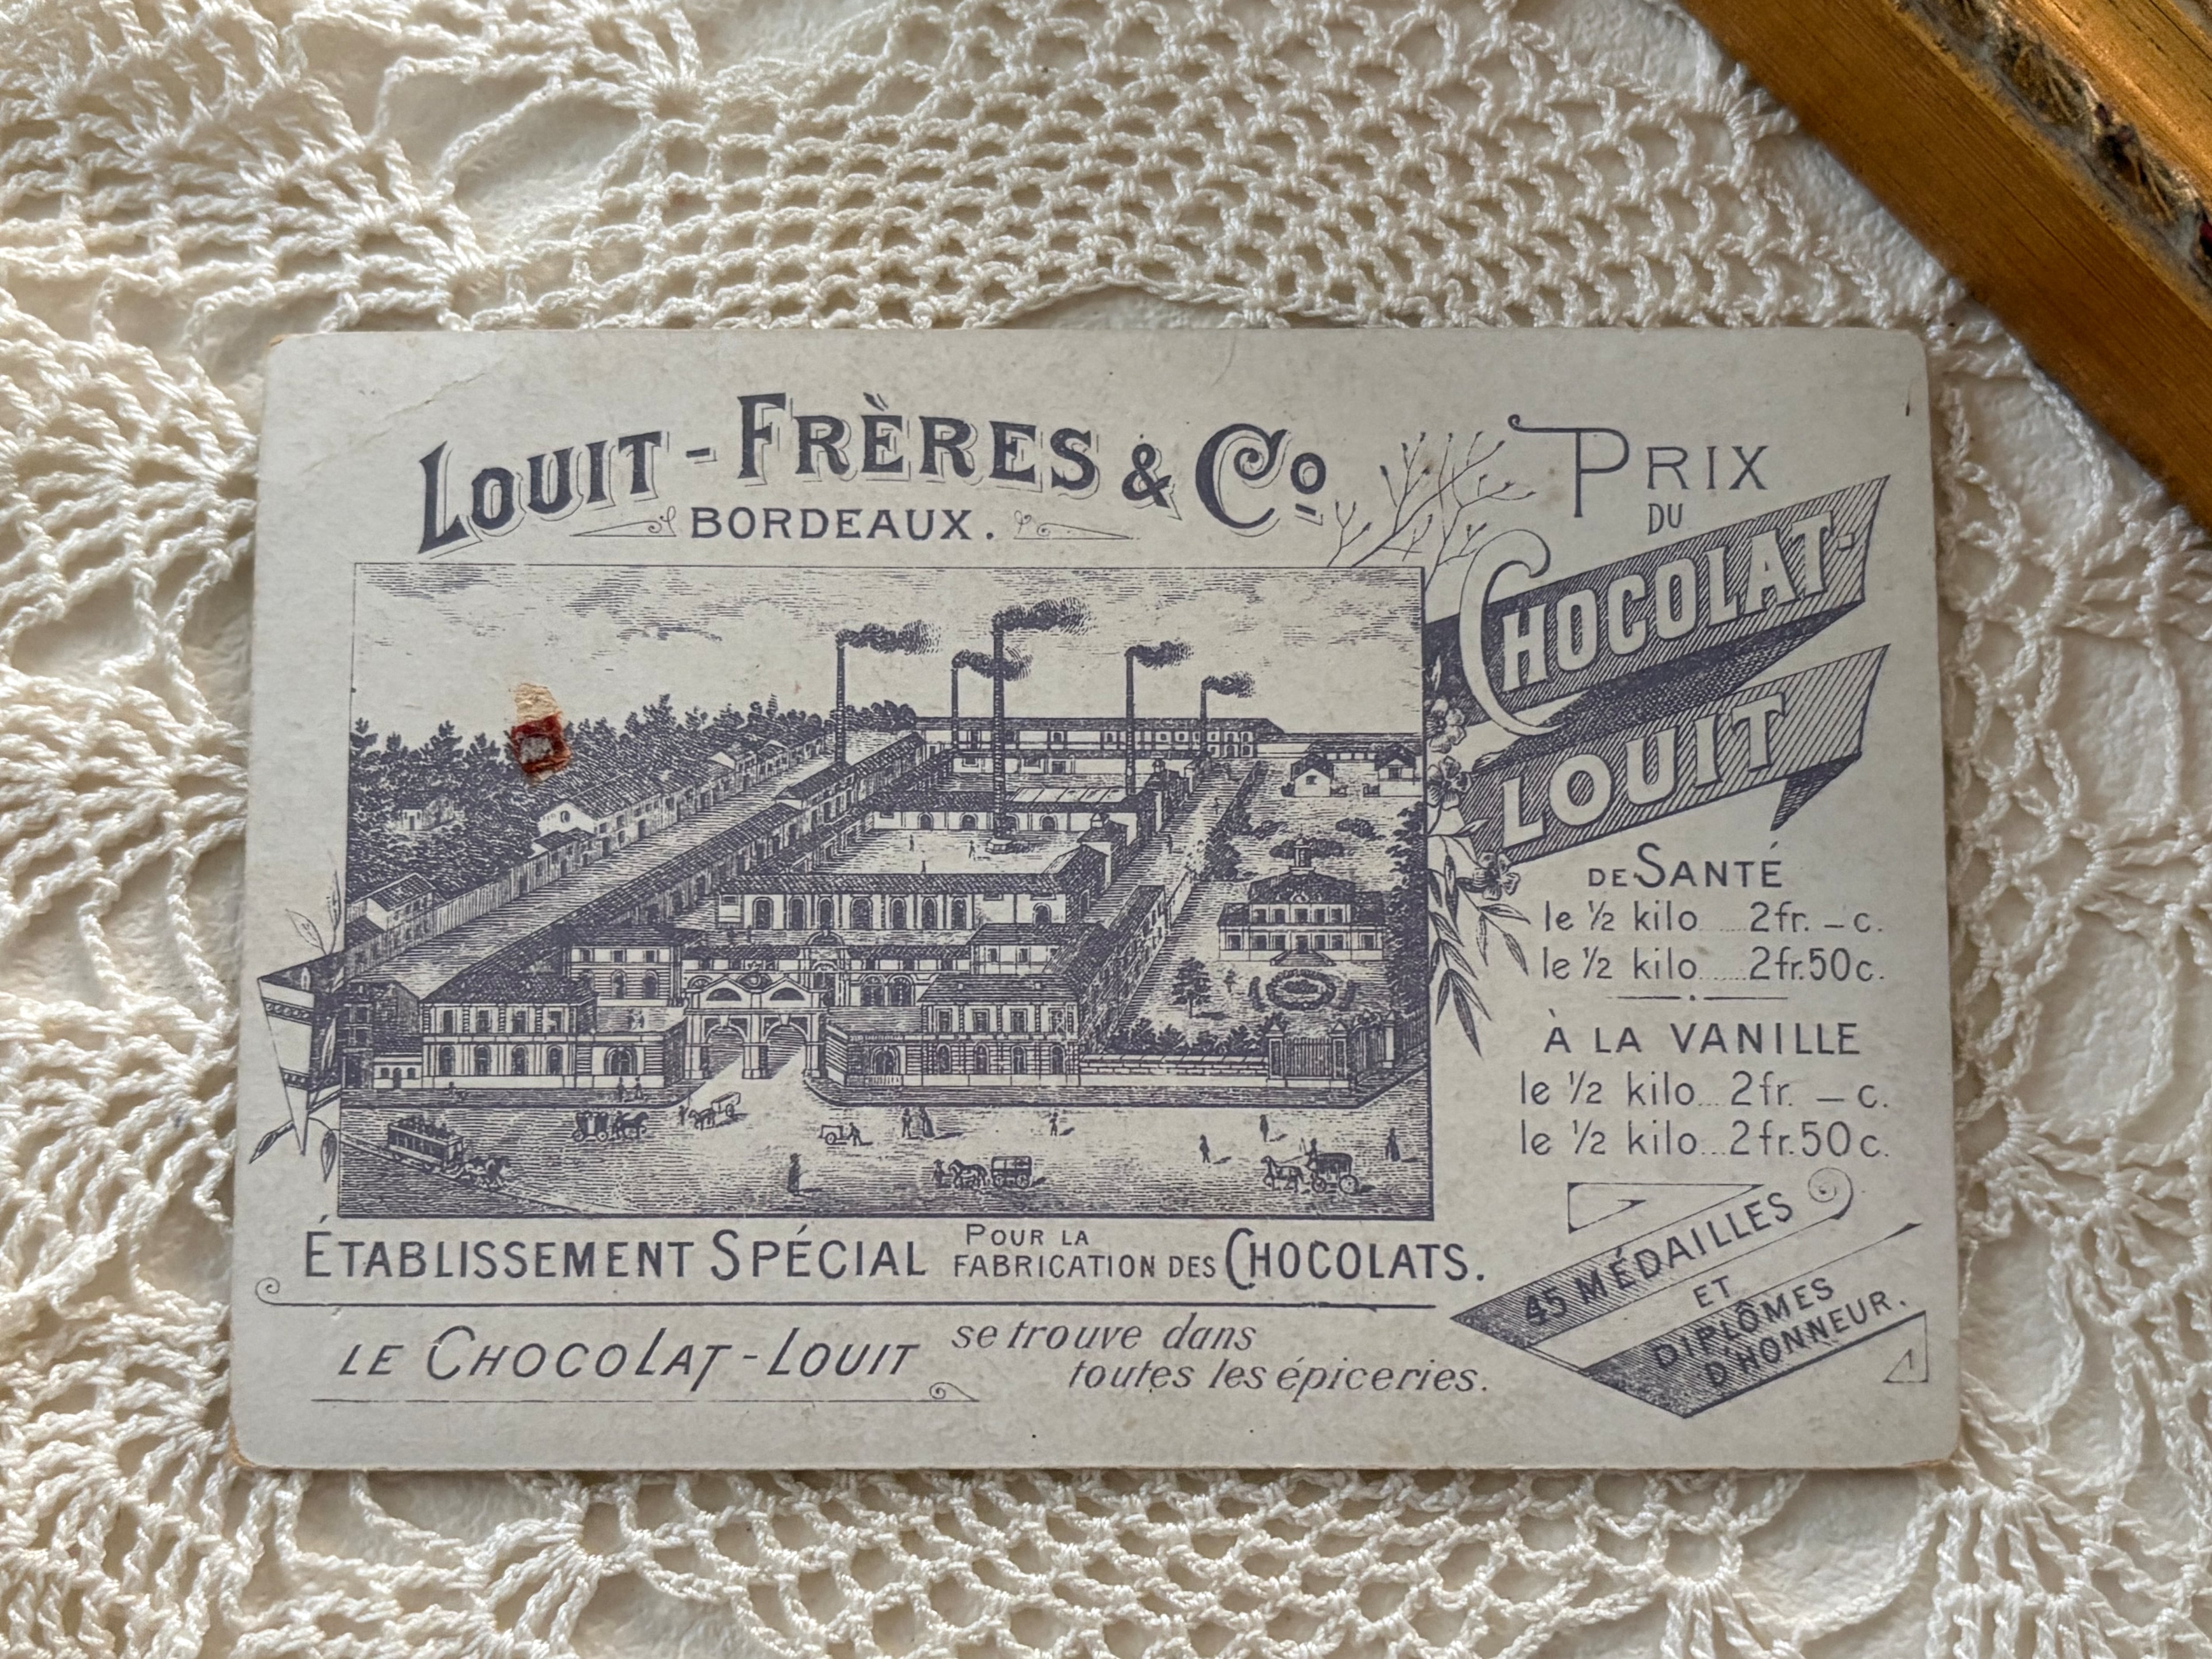 LOUIT-FRÈRES & Co.
BORDEAUX.
ÉTABLISSEMENT SPÉCIAL POUR LA FABRICATION DES CHOCOLATS.
LE CHOCOLAT-LOUIT se trouve dans
toutes les épiceries.
PRIX
DU
CHOCOLAT-
LOUIT
DE SANTÉ
le ½ kilo ..... 2fr. – c.
le ½ kilo ..... 2fr. 50c.
À LA VANILLE
le ½ kilo... 2fr. – c.
le ½ kilo... 2fr. 50c.
45 MÉDAILLES
ET
DIPLÔMES
D'HONNEUR.